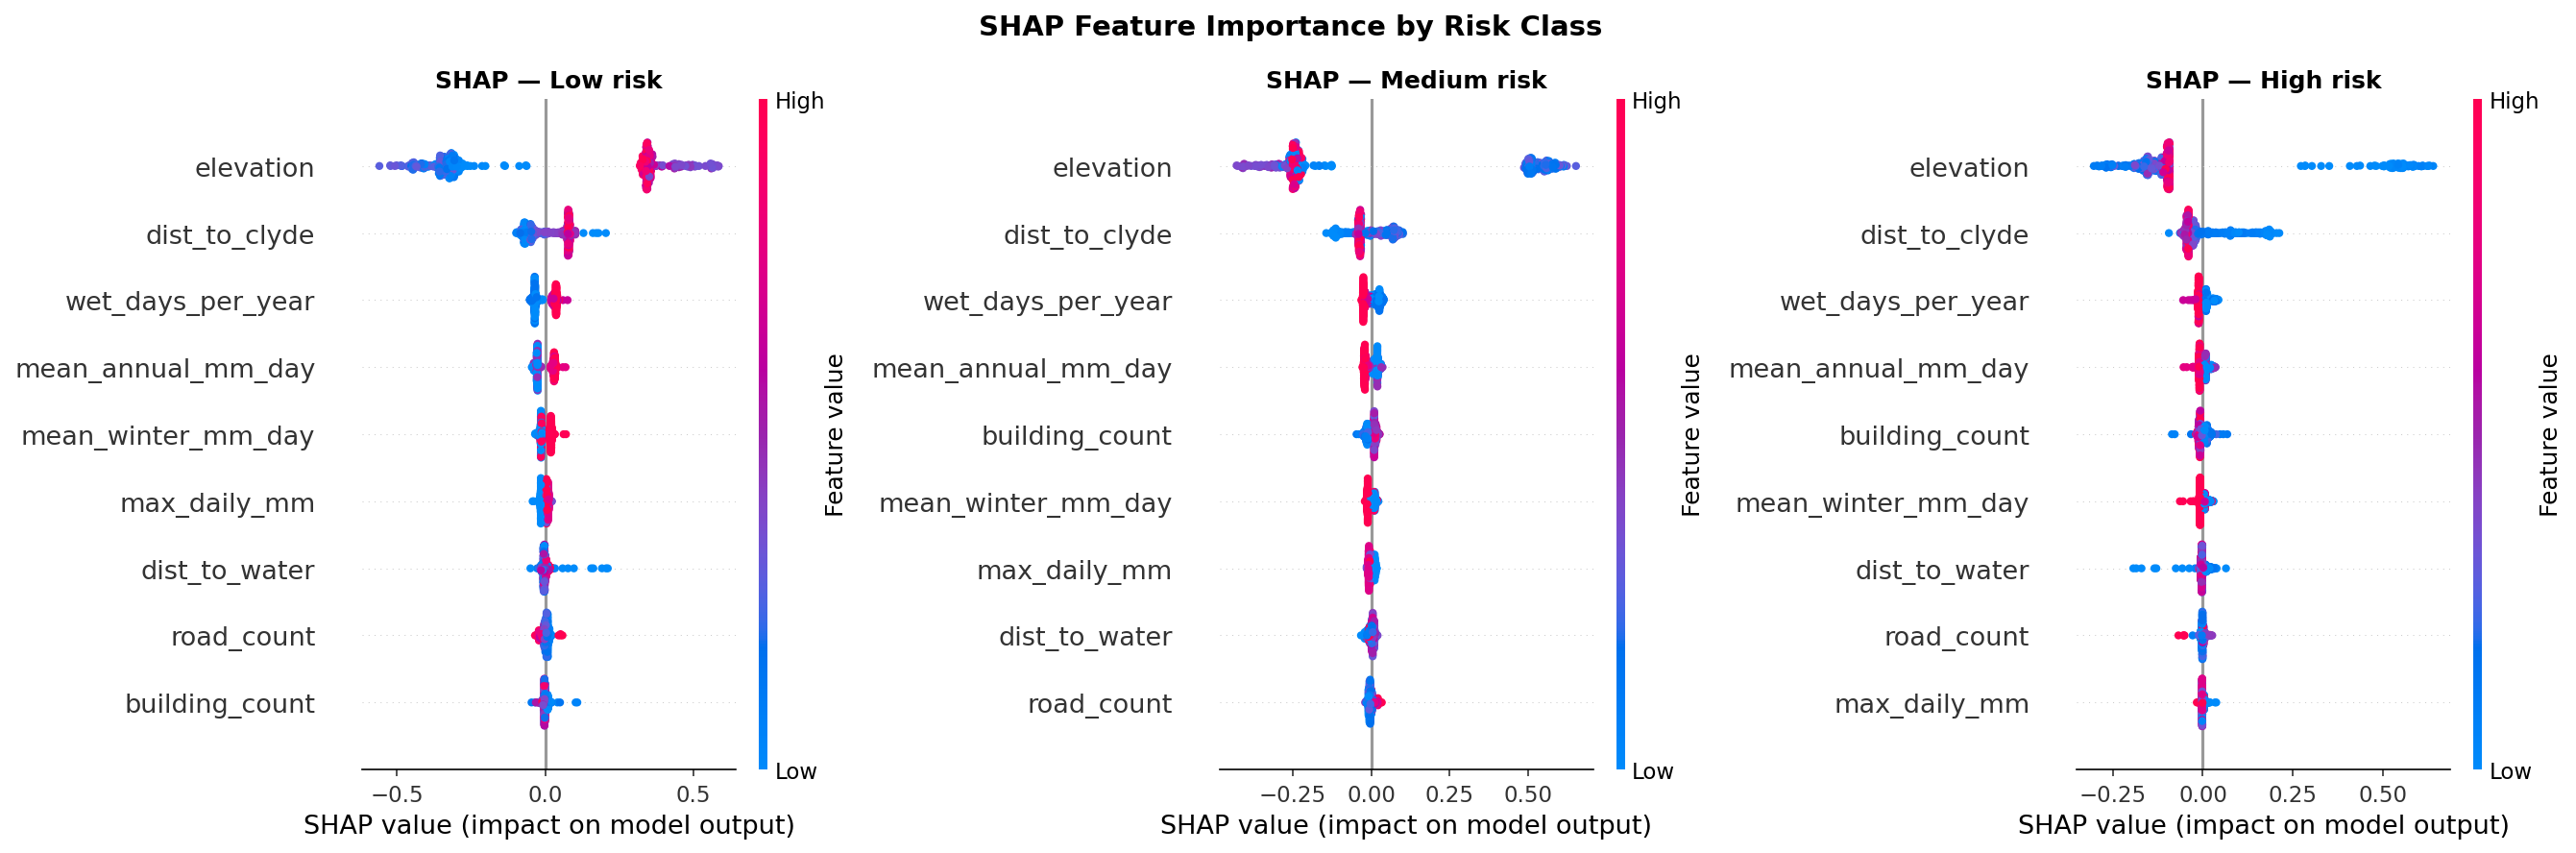 SHAP Feature Importance by Risk Class
SHAP — Low risk
High
elevation
dist_to_clyde
wet_days_per_year
mean_annual_mm_day
mean_winter_mm_day
max_daily_mm
dist_to_water
road_count
building_count
Feature value
Low
−0.5 0.0 0.5
SHAP value (impact on model output)
SHAP — Medium risk
High
elevation
dist_to_clyde
wet_days_per_year
mean_annual_mm_day
building_count
mean_winter_mm_day
max_daily_mm
dist_to_water
road_count
Feature value
Low
−0.25 0.00 0.25 0.50
SHAP value (impact on model output)
SHAP — High risk
High
elevation
dist_to_clyde
wet_days_per_year
mean_annual_mm_day
building_count
mean_winter_mm_day
dist_to_water
road_count
max_daily_mm
Feature value
Low
−0.25 0.00 0.25 0.50
SHAP value (impact on model output)